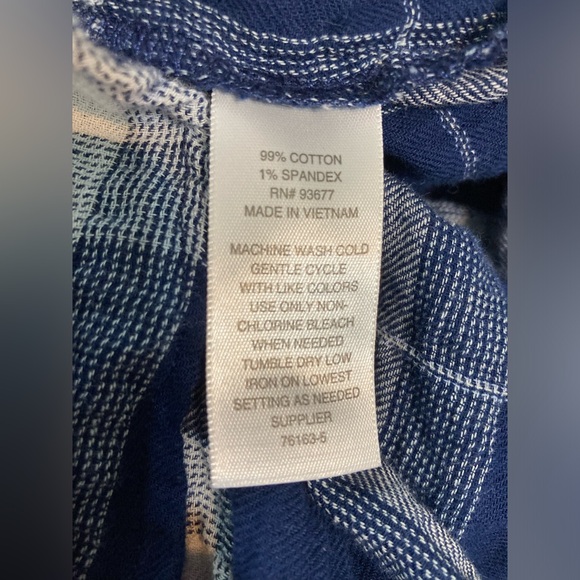 99% COTTON
1% SPANDEX
RN# 93677
MADE IN VIETNAM
MACHINE WASH COLD
GENTLE CYCLE
WITH LIKE COLORS
USE ONLY NON-
CHLORINE BLEACH
WHEN NEEDED
TUMBLE DRY LOW
IRON ON LOWEST
SETTING AS NEEDED
SUPPLIER
76163-5